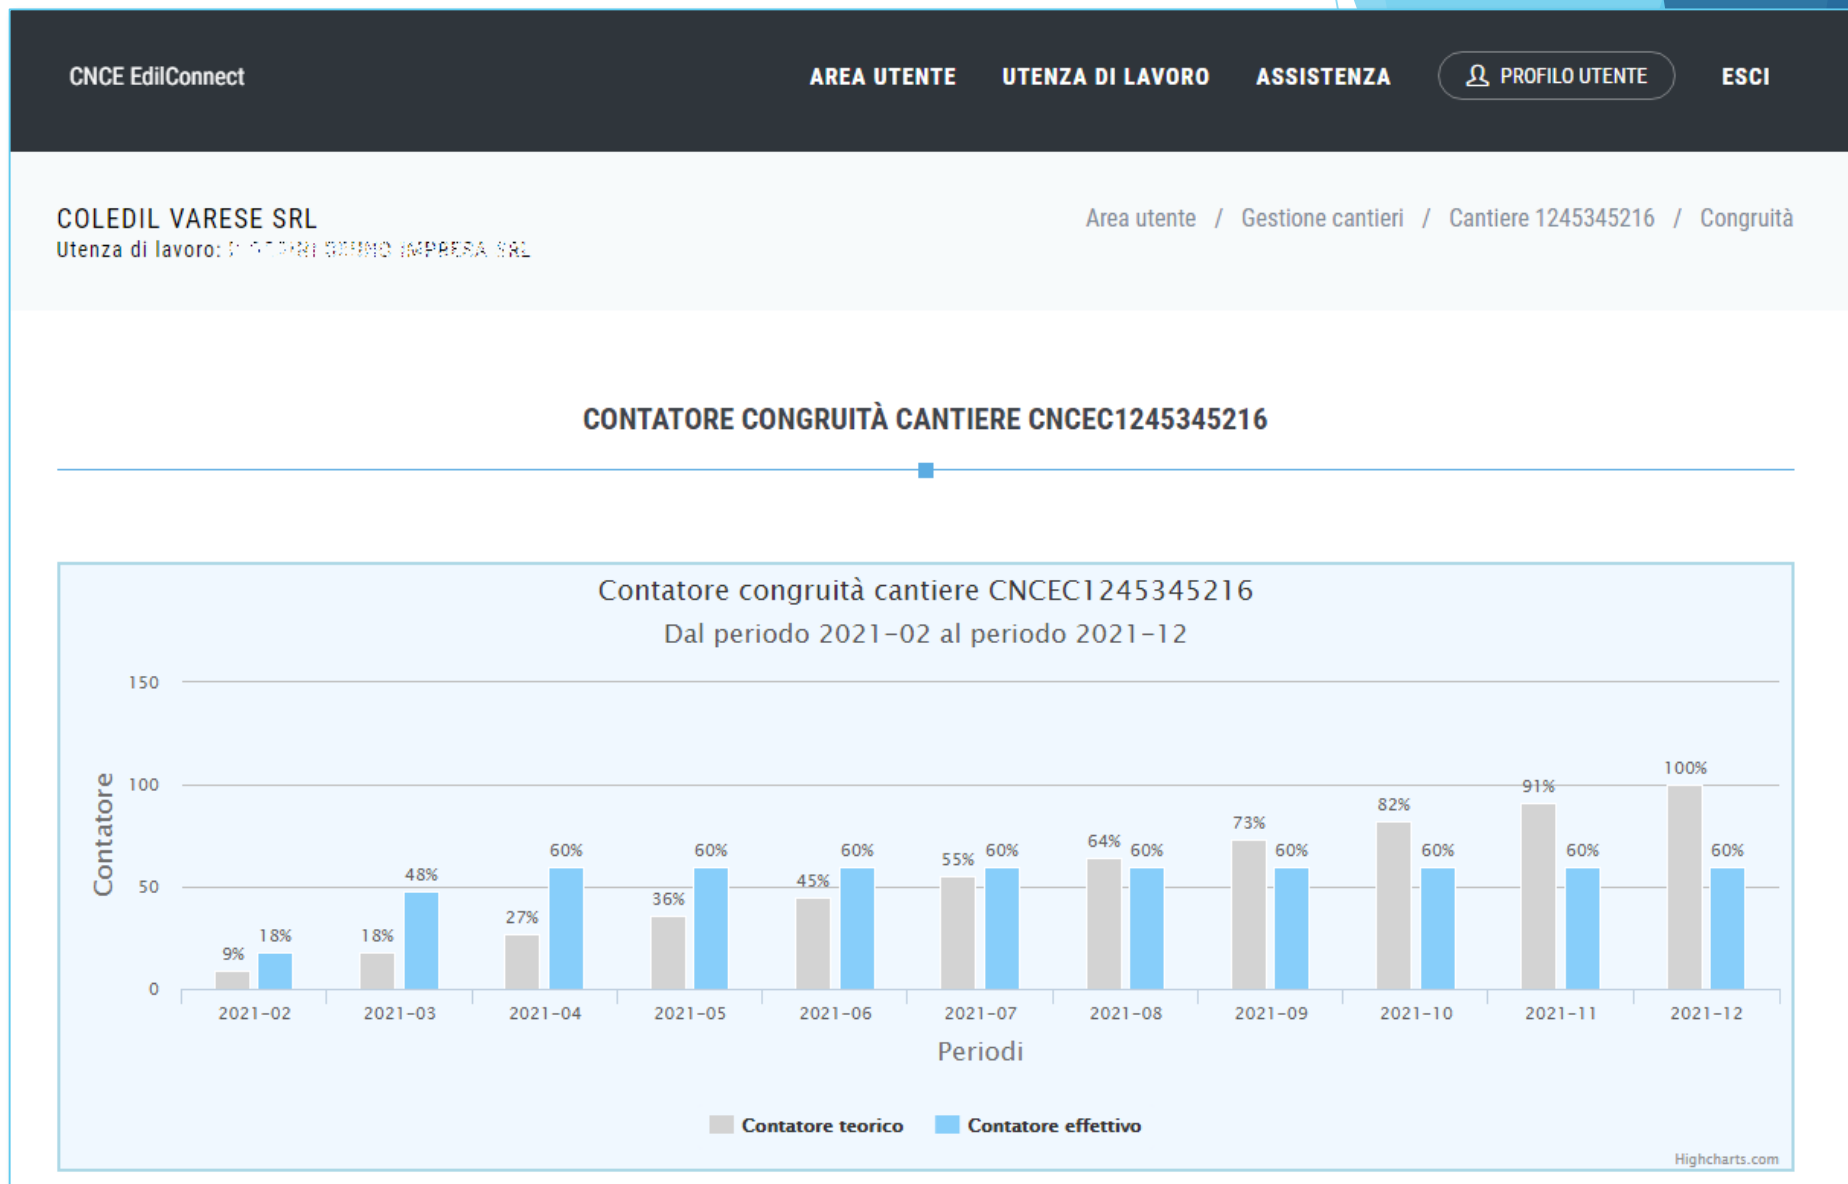 CNCE EdilConnect
AREA UTENTE UTENZA DI LAVORO ASSISTENZA PROFILO UTENTE ESCI
COLEDIL VARESE SRL
Area utente / Gestione cantieri / Cantiere 1245345216 / Congruità
Utenza di lavoro: IMPRESA SRL
CONTATORE CONGRUITÀ CANTIERE CNCEC1245345216
Contatore congruità cantiere CNCEC1245345216
Dal periodo 2021-02 al periodo 2021-12
Contatore
150
100
50
0
9% 18%
18% 48%
27% 60%
36% 60%
45% 60%
55% 60%
64% 60%
73% 60%
82% 60%
91% 60%
100% 60%
2021-02 2021-03 2021-04 2021-05 2021-06 2021-07 2021-08 2021-09 2021-10 2021-11 2021-12
Periodi
Contatore teorico Contatore effettivo
Highcharts.com